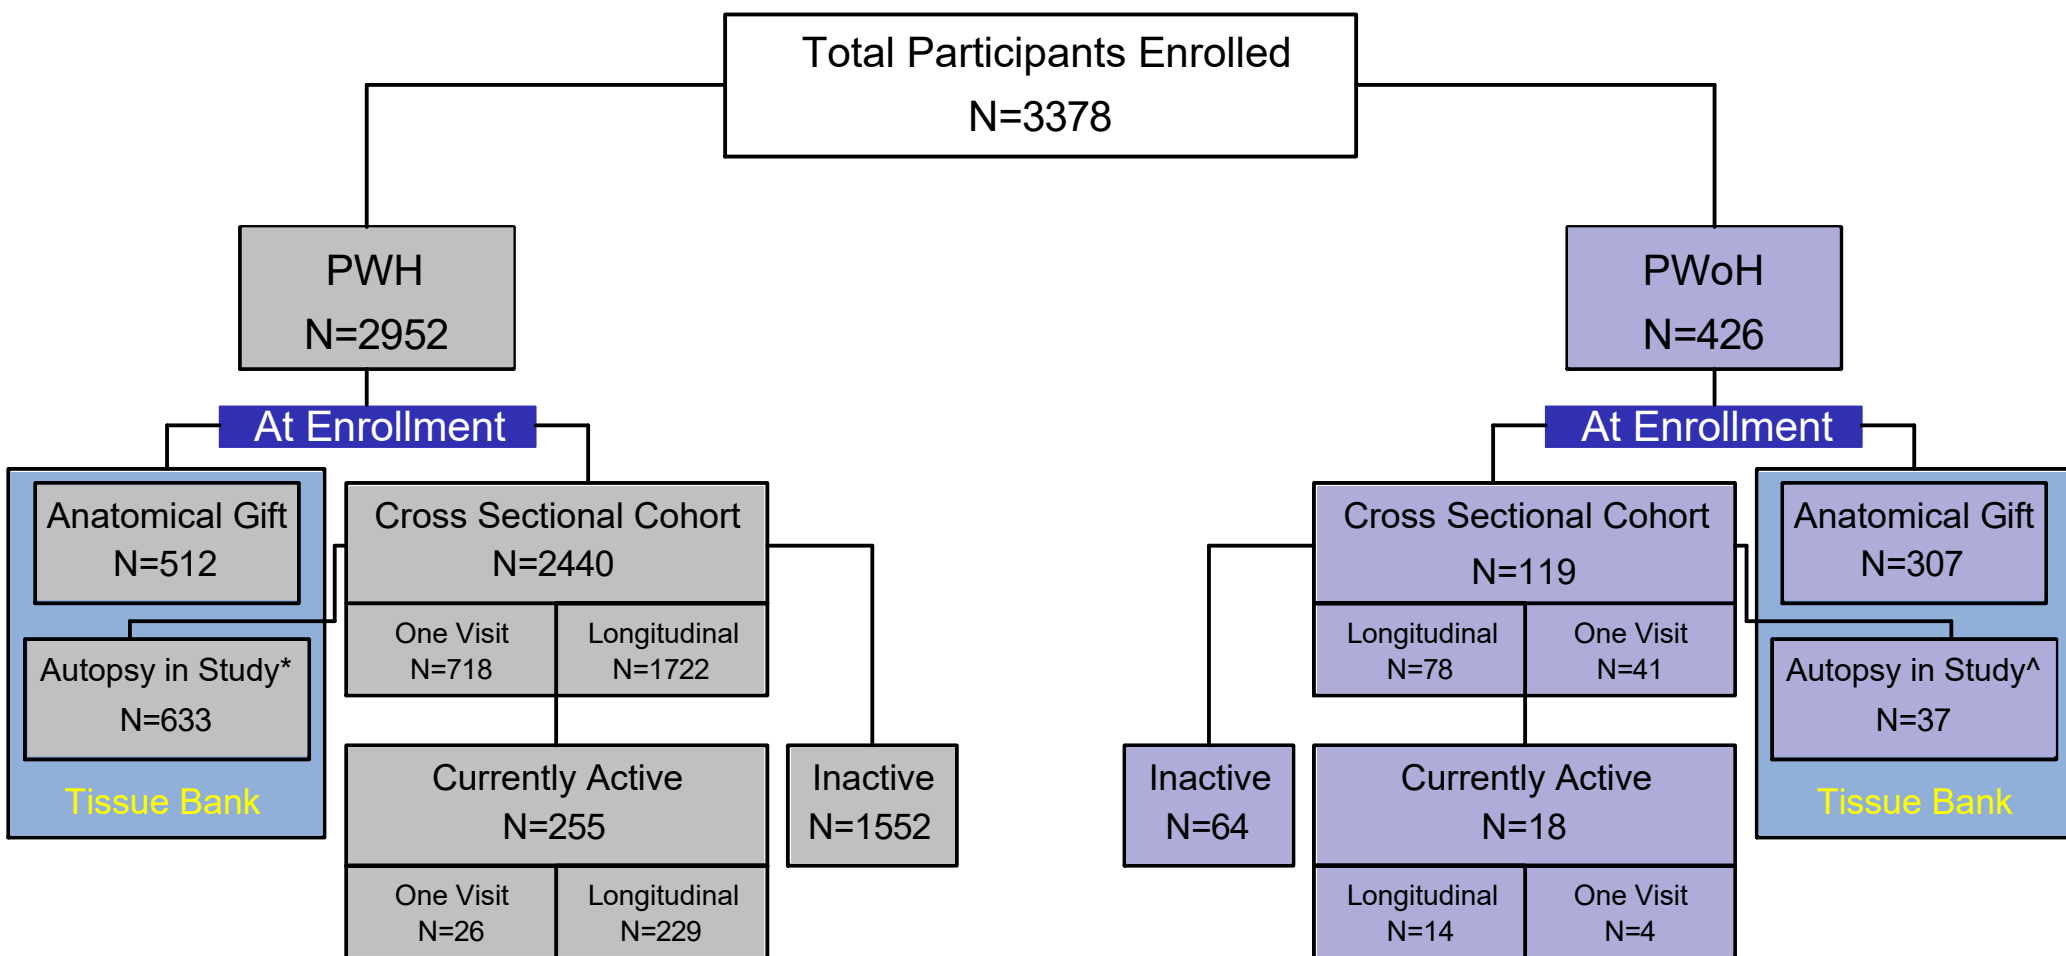 Total Participants Enrolled
N=3378
PWH
N=2952
PWoH
N=426
At Enrollment
At Enrollment
Anatomical Gift
N=512
Cross Sectional Cohort
N=2440
Cross Sectional Cohort
N=119
Anatomical Gift
N=307
Autopsy in Study*
N=633
One Visit
N=718
Longitudinal
N=1722
Longitudinal
N=78
One Visit
N=41
Autopsy in Study^
N=37
Tissue Bank
Currently Active
N=255
Inactive
N=1552
Inactive
N=64
Currently Active
N=18
Tissue Bank
One Visit
N=26
Longitudinal
N=229
Longitudinal
N=14
One Visit
N=4